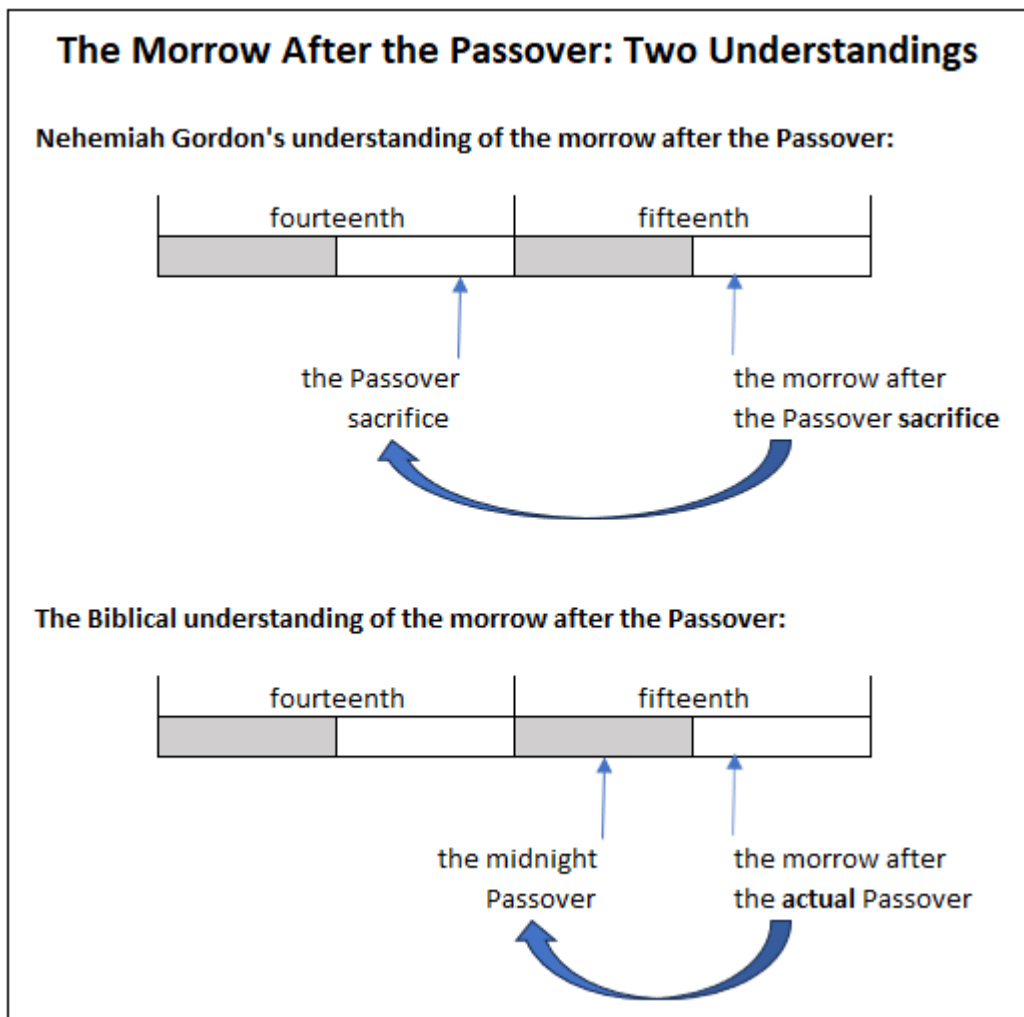 The Morrow After the Passover: Two Understandings
Nehemiah Gordon's understanding of the morrow after the Passover:
fourteenth fifteenth
the Passover the morrow after
sacrifice the Passover sacrifice
The Biblical understanding of the morrow after the Passover:
fourteenth fifteenth
the midnight the morrow after
Passover the actual Passover